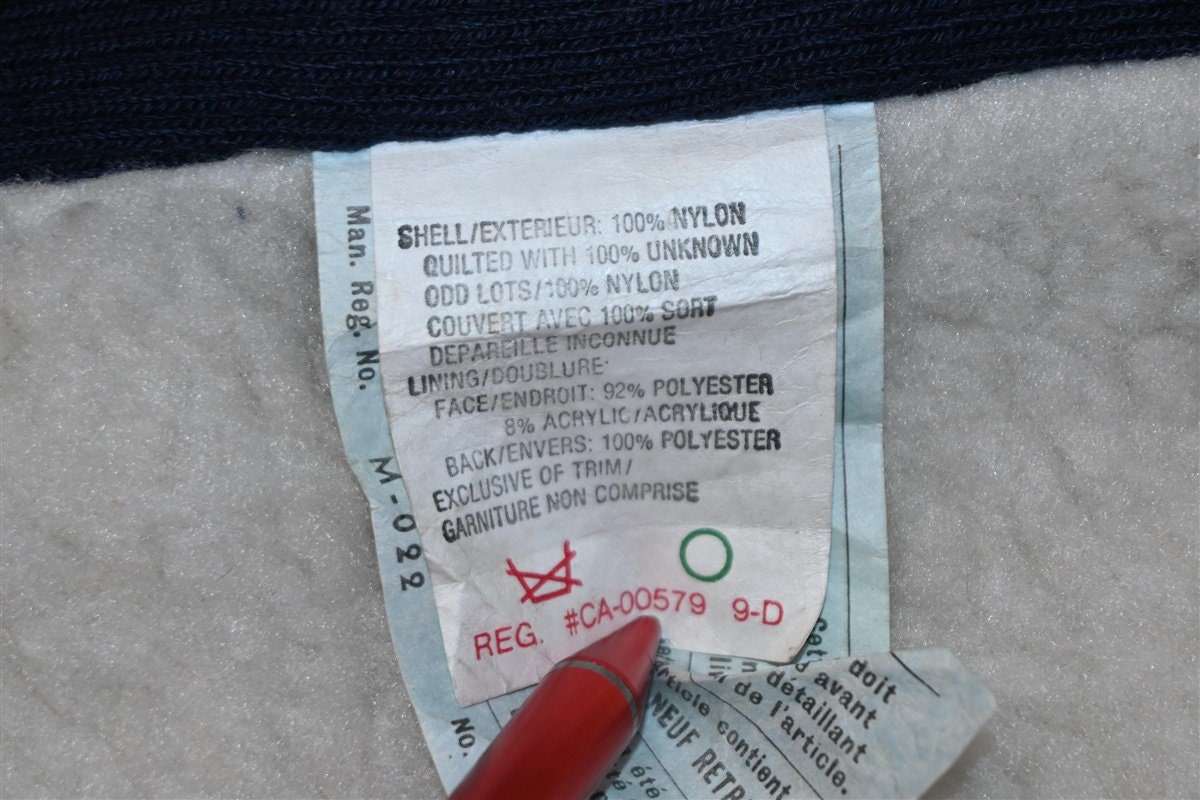 SHELL/EXTERIEUR: 100% NYLON
QUILTED WITH 100% UNKNOWN
ODD LOTS/100% NYLON
COUVERT AVEC 100% SORT
DEPAREILLE INCONNUE
LINING/DOUBLURE:
FACE/ENDROIT: 92% POLYESTER
8% ACRYLIC/ACRYLIQUE
BACK/ENVERS: 100% POLYESTER
EXCLUSIVE OF TRIM/
GARNITURE NON COMPRISE
REG. #CA-00579 9-D
Man. Reg. No. M-022
No.
doit
avant
détaillant
de l'article.
contient
NEUF
été